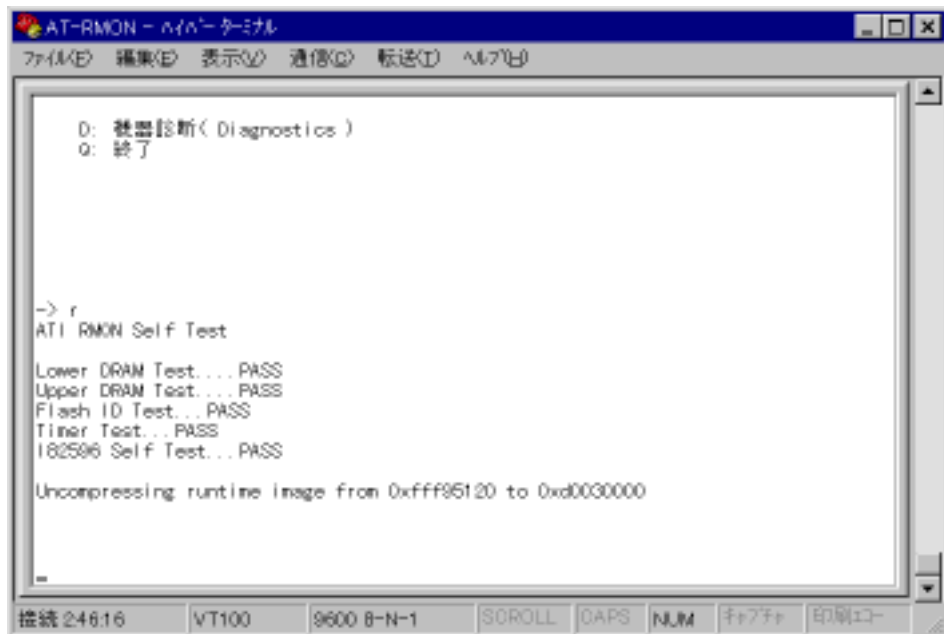 AT-RMON - ﾊｲﾊﾟｰ ﾀｰﾐﾅﾙ
ﾌｧｲﾙ(F) 編集(E) 表示(V) 通信(C) 転送(T) ﾍﾙﾌﾟ(H)
D: 機器診断( Diagnostics )
Q: 終了
-> r
ATI RMON Self Test
Lower DRAM Test....PASS
Upper DRAM Test....PASS
Flash ID Test...PASS
Timer Test...PASS
I82596 Self Test...PASS
Uncompressing runtime image from 0xfff95120 to 0xd0030000
接続 2:46:16 VT100 9600 8-N-1 SCROLL CAPS NUM ｷｬﾌﾟﾁｬ 印刷ｴｺｰ